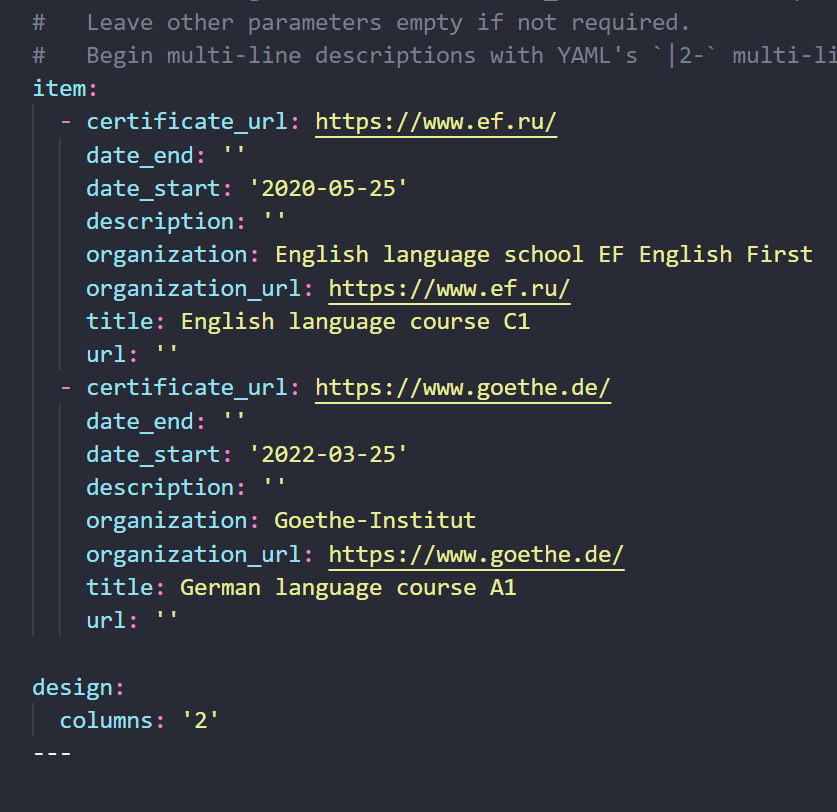 #   Leave other parameters empty if not required.
#   Begin multi-line descriptions with YAML's `|2-`
item:
  - certificate_url: https://www.ef.ru/
    date_end: ''
    date_start: '2020-05-25'
    description: ''
    organization: English language school EF English First
    organization_url: https://www.ef.ru/
    title: English language course C1
    url: ''
  - certificate_url: https://www.goethe.de/
    date_end: ''
    date_start: '2022-03-25'
    description: ''
    organization: Goethe-Institut
    organization_url: https://www.goethe.de/
    title: German language course A1
    url: ''
design:
  columns: '2'
---